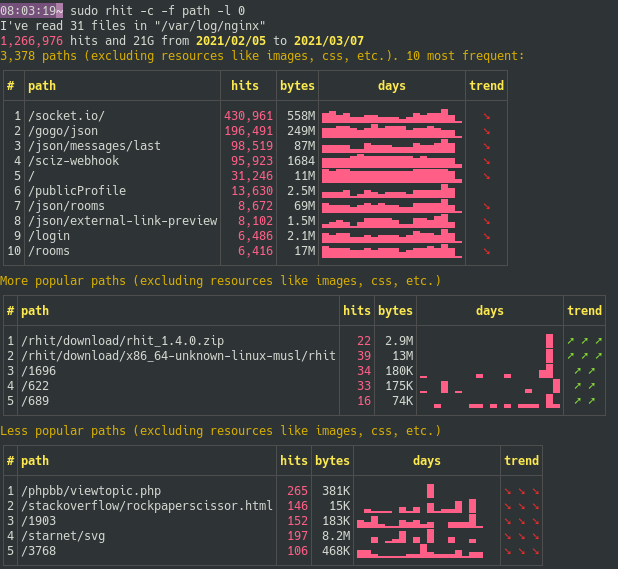 08:03:19~ sudo rhit -c -f path -l 0
I've read 31 files in "/var/log/nginx"
1,266,976 hits and 21G from 2021/02/05 to 2021/03/07
3,378 paths (excluding resources like images, css, etc.). 10 most frequent:
# path hits bytes days trend
1 /socket.io/ 430,961 558M ➘
2 /gogo/json 196,491 249M ➘
3 /json/messages/last 98,519 87M ➘
4 /sciz-webhook 95,923 1684 ➘
5 / 31,246 11M ➘
6 /publicProfile 13,630 2.5M
7 /json/rooms 8,672 69M ➘
8 /json/external-link-preview 8,102 1.5M ➘
9 /login 6,486 2.1M ➘
10 /rooms 6,416 17M ➘
More popular paths (excluding resources like images, css, etc.)
# path hits bytes days trend
1 /rhit/download/rhit_1.4.0.zip 22 2.9M ➚ ➚ ➚
2 /rhit/download/x86_64-unknown-linux-musl/rhit 39 13M ➚ ➚ ➚
3 /1696 34 180K ➚ ➚
4 /622 33 175K ➚ ➚
5 /689 16 74K ➚ ➚
Less popular paths (excluding resources like images, css, etc.)
# path hits bytes days trend
1 /phpbb/viewtopic.php 265 381K ➘ ➘ ➘
2 /stackoverflow/rockpaperscissor.html 146 15K ➘ ➘ ➘
3 /1903 152 183K ➘ ➘ ➘
4 /starnet/svg 197 8.2M ➘ ➘ ➘
5 /3768 106 468K ➘ ➘ ➘